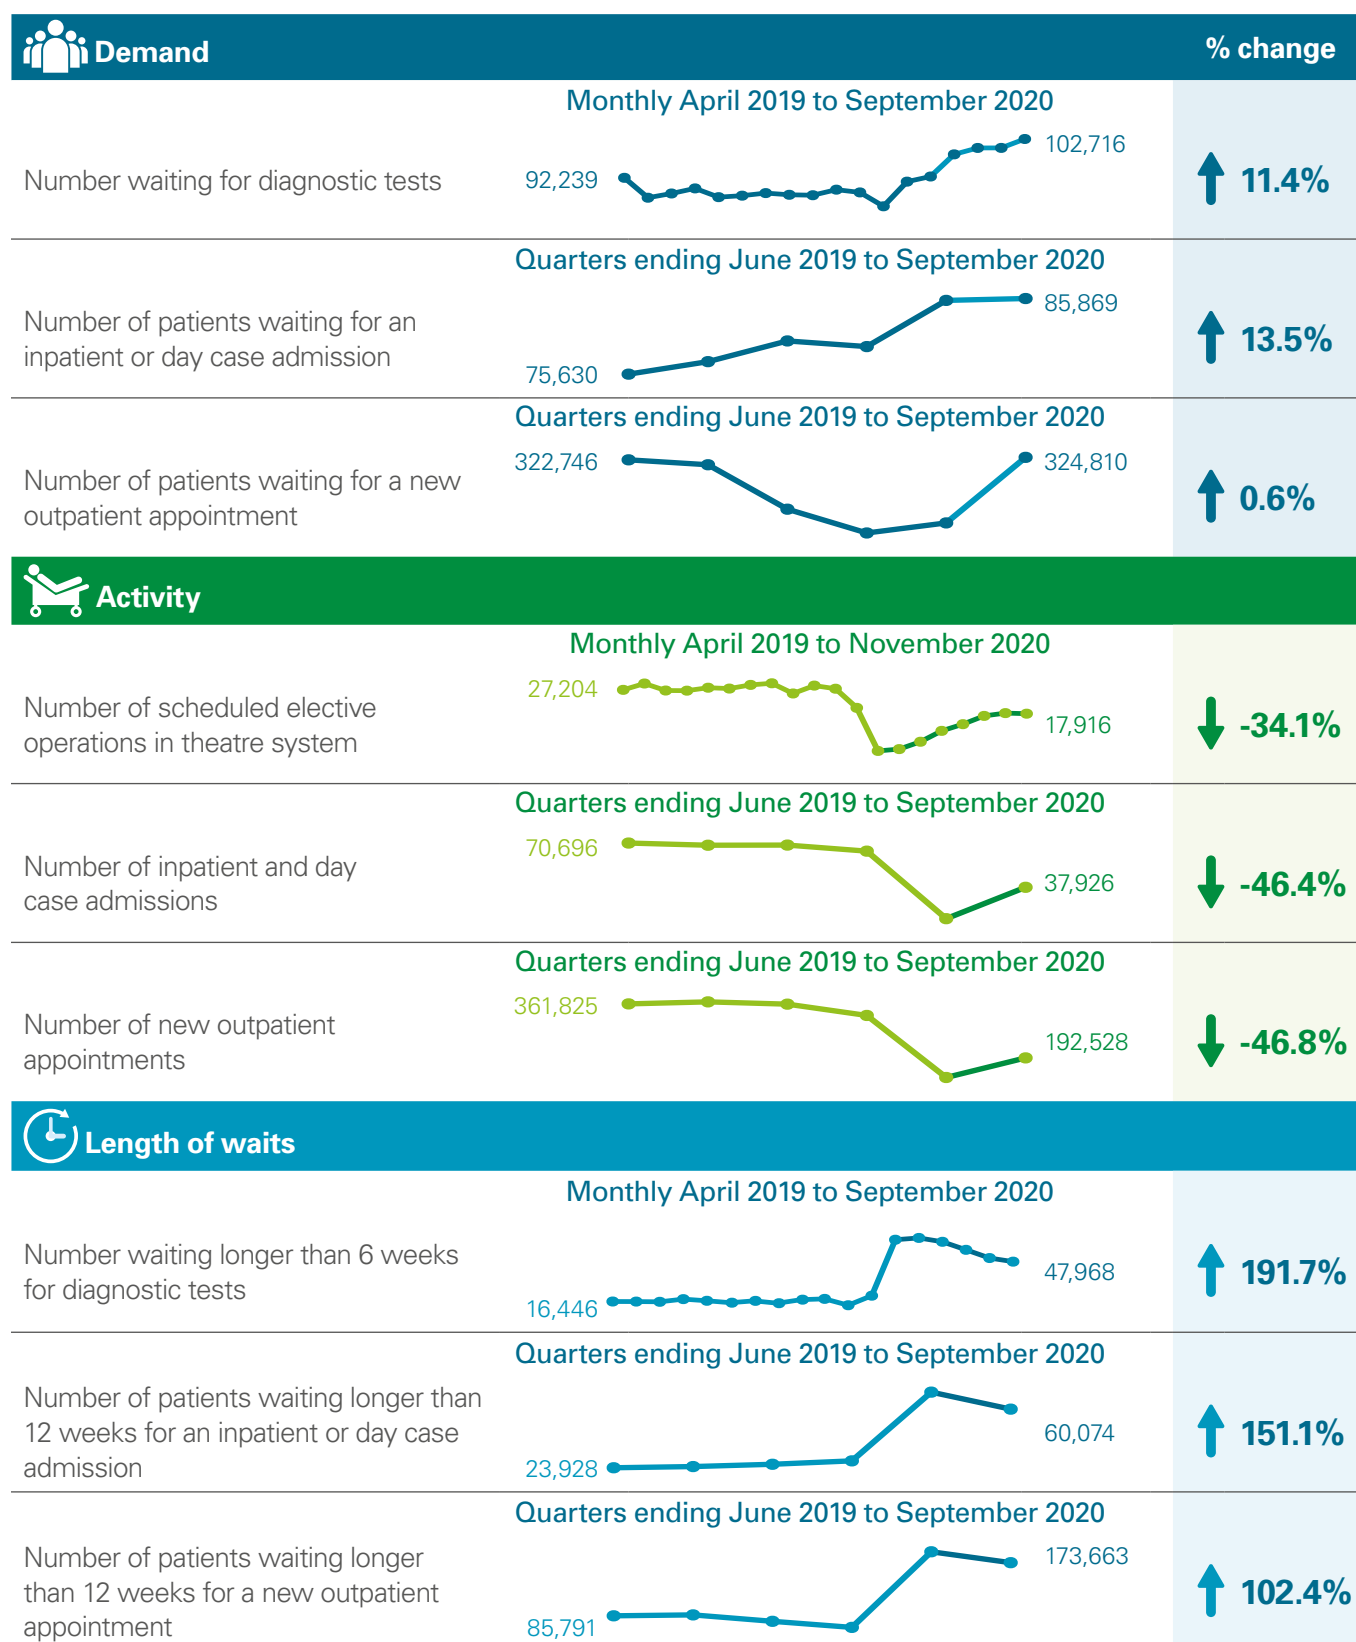 Demand
% change
Monthly April 2019 to September 2020
Number waiting for diagnostic tests
92,239
102,716
11.4%
Quarters ending June 2019 to September 2020
Number of patients waiting for an
inpatient or day case admission
75,630
85,869
13.5%
Quarters ending June 2019 to September 2020
Number of patients waiting for a new
outpatient appointment
322,746
324,810
0.6%
Activity
Monthly April 2019 to November 2020
Number of scheduled elective
operations in theatre system
27,204
17,916
-34.1%
Quarters ending June 2019 to September 2020
Number of inpatient and day
case admissions
70,696
37,926
-46.4%
Quarters ending June 2019 to September 2020
Number of new outpatient
appointments
361,825
192,528
-46.8%
Length of waits
Monthly April 2019 to September 2020
Number waiting longer than 6 weeks
for diagnostic tests
16,446
47,968
191.7%
Quarters ending June 2019 to September 2020
Number of patients waiting longer than
12 weeks for an inpatient or day case
admission
23,928
60,074
151.1%
Quarters ending June 2019 to September 2020
Number of patients waiting longer
than 12 weeks for a new outpatient
appointment
85,791
173,663
102.4%